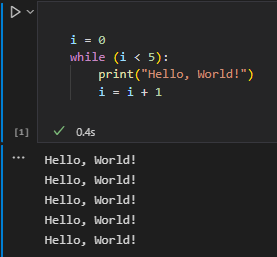 i = 0
while (i < 5):
    print("Hello, World!")
    i = i + 1
[1]
0.4s
Hello, World!
Hello, World!
Hello, World!
Hello, World!
Hello, World!